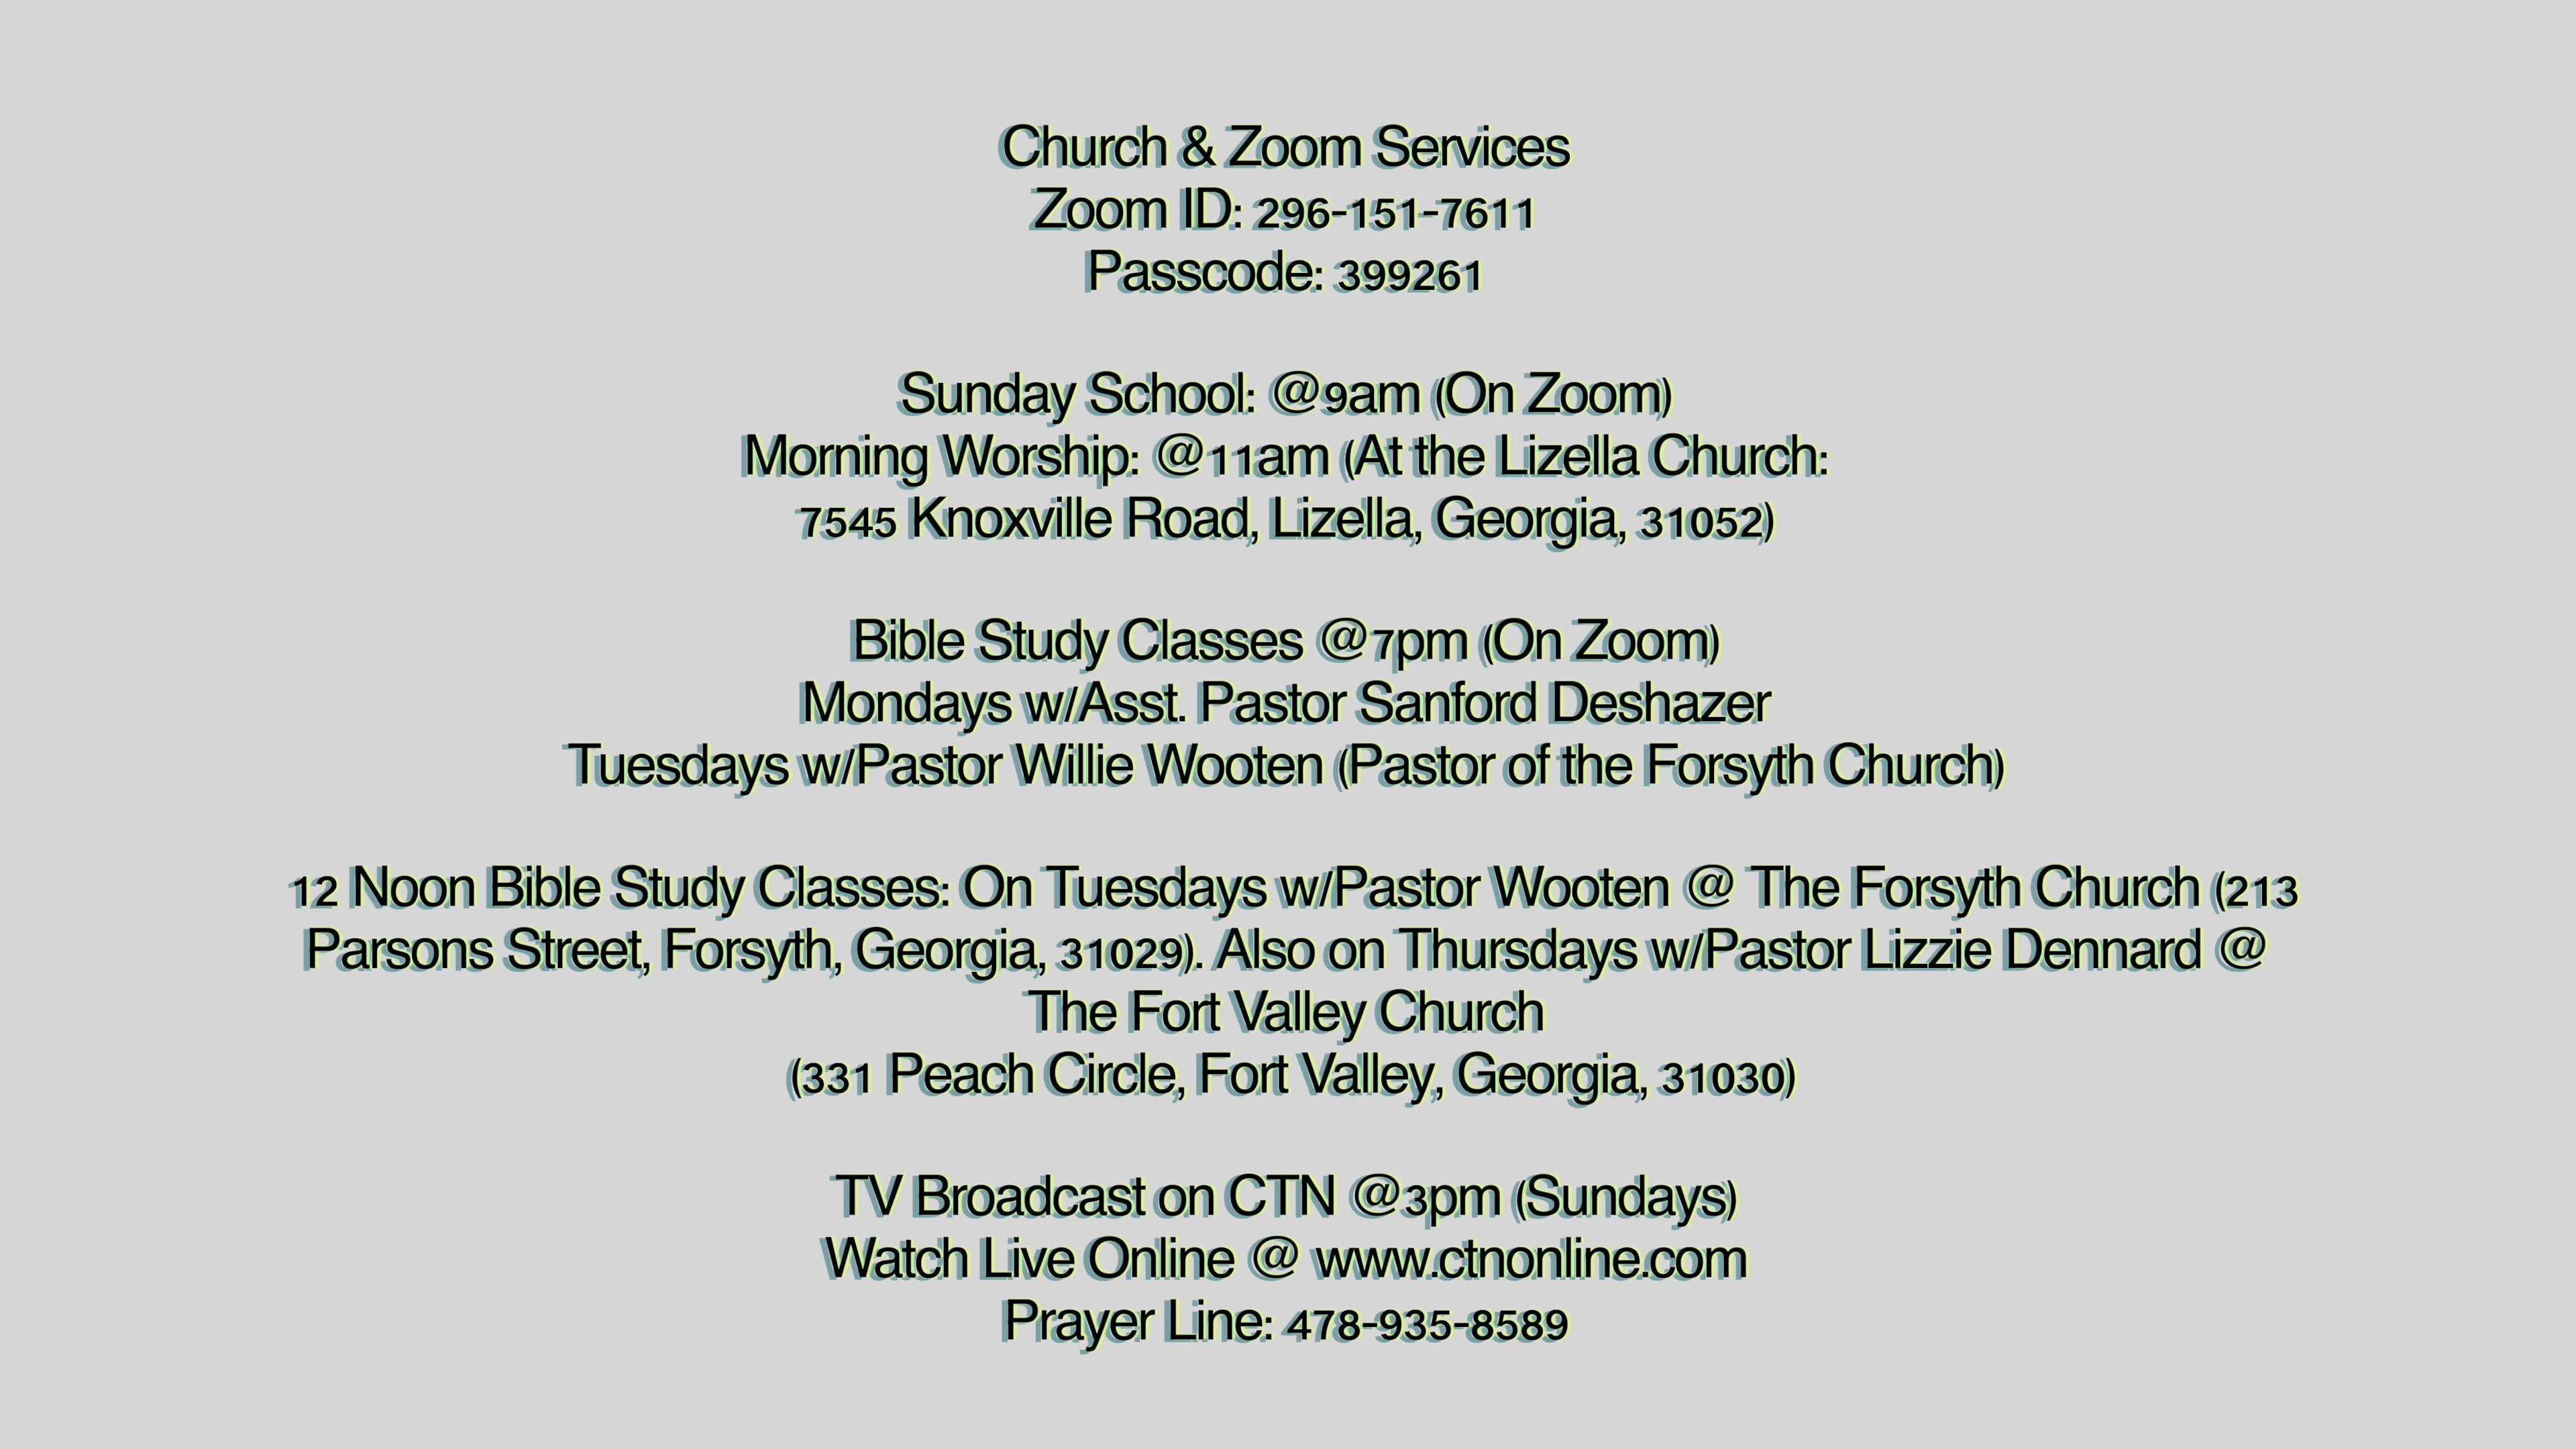 Church & Zoom Services
Zoom ID: 296-151-7611
Passcode: 399261
Sunday School: @9am (On Zoom)
Morning Worship: @11am (At the Lizella Church:
7545 Knoxville Road, Lizella, Georgia, 31052)
Bible Study Classes @7pm (On Zoom)
Mondays w/Asst. Pastor Sanford Deshazer
Tuesdays w/Pastor Willie Wooten (Pastor of the Forsyth Church)
12 Noon Bible Study Classes: On Tuesdays w/Pastor Wooten @ The Forsyth Church (213
Parsons Street, Forsyth, Georgia, 31029). Also on Thursdays w/Pastor Lizzie Dennard @
The Fort Valley Church
(331 Peach Circle, Fort Valley, Georgia, 31030)
TV Broadcast on CTN @3pm (Sundays)
Watch Live Online @ www.ctnonline.com
Prayer Line: 478-935-8589